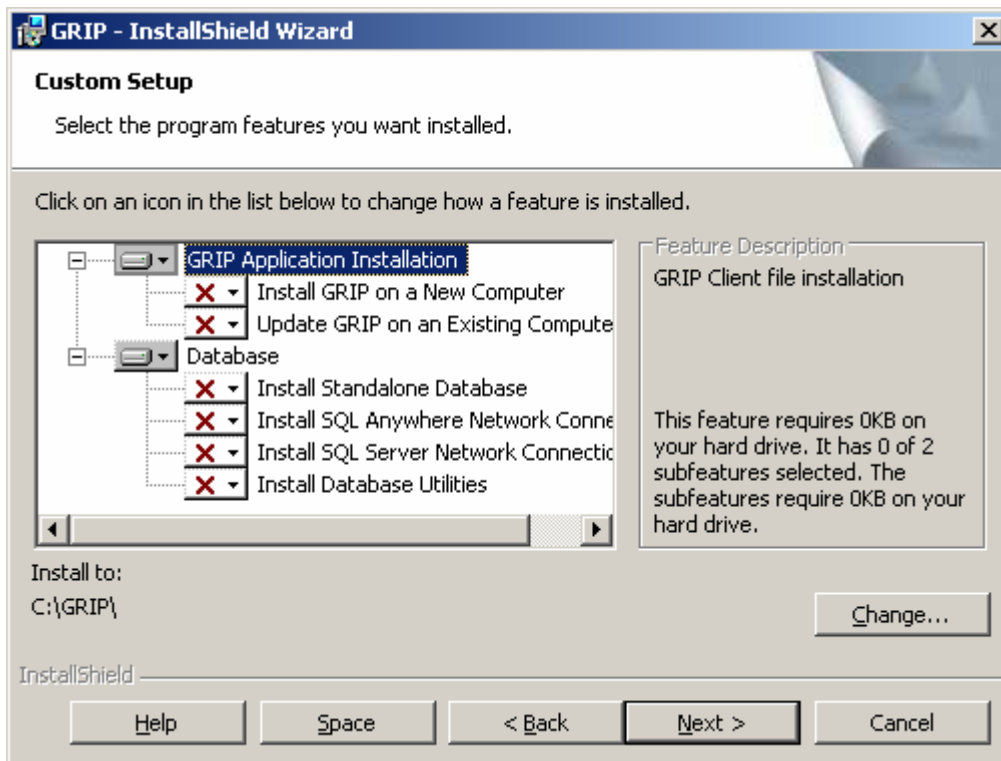 GRIP - InstallShield Wizard
Custom Setup
Select the program features you want installed.
Click on an icon in the list below to change how a feature is installed.
GRIP Application Installation
Install GRIP on a New Computer
Update GRIP on an Existing Compute
Database
Install Standalone Database
Install SQL Anywhere Network Conne
Install SQL Server Network Connectic
Install Database Utilities
Feature Description
GRIP Client file installation
This feature requires 0KB on
your hard drive. It has 0 of 2
subfeatures selected. The
subfeatures require 0KB on your
hard drive.
Install to:
C:\GRIP\
Change...
InstallShield
Help
Space
< Back
Next >
Cancel